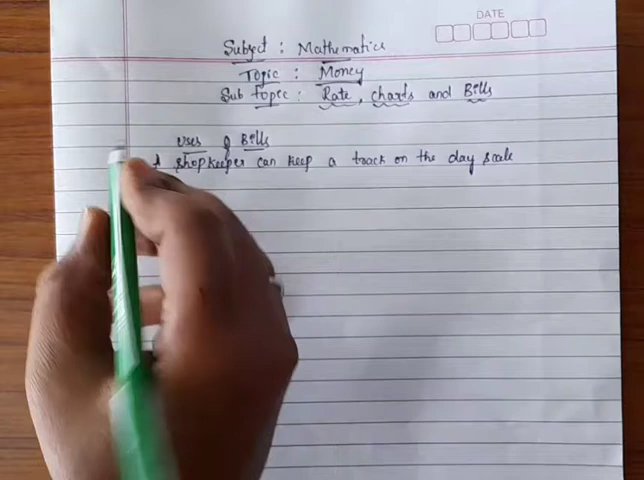 DATE
Subject : Mathematics
Topic : Money
Sub topic : Rate, charts and Bills
Uses of Bills
A shopkeeper can keep a track on the day scale